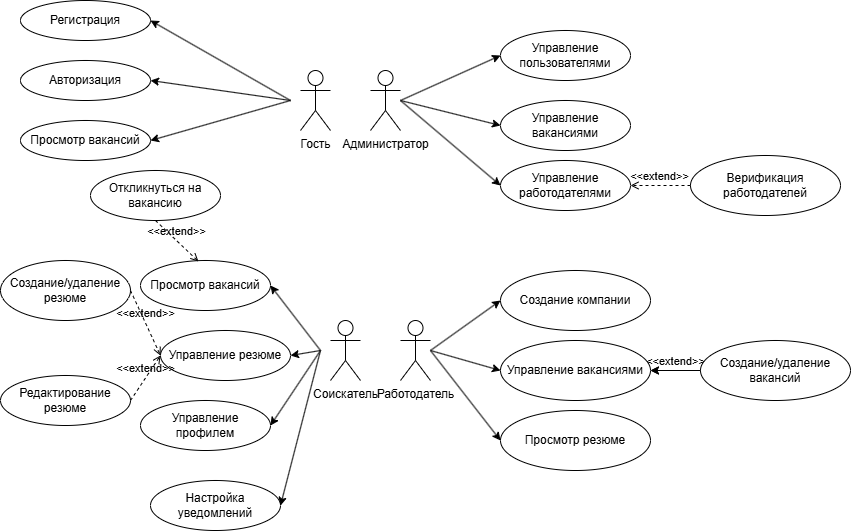 Регистрация
Авторизация
Просмотр вакансий
Гость
Администратор
Управление
пользователями
Управление
вакансиями
Управление
работодателями
<<extend>>
Верификация
работодателей
Откликнуться на
вакансию
<<extend>>
Просмотр вакансий
Создание/удаление
резюме
<<extend>>
Управление резюме
<<extend>>
Редактирование
резюме
Управление
профилем
Настройка
уведомлений
Соискатель
Работодатель
Создание компании
Управление вакансиями
<<extend>>
Создание/удаление
вакансий
Просмотр резюме